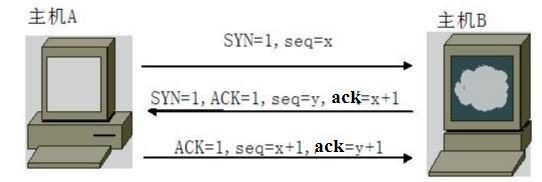 主机A
主机B
SYN=1,seq=x
SYN=1,ACK=1,seq=y,ack=x+1
ACK=1,seq=x+1,ack=y+1